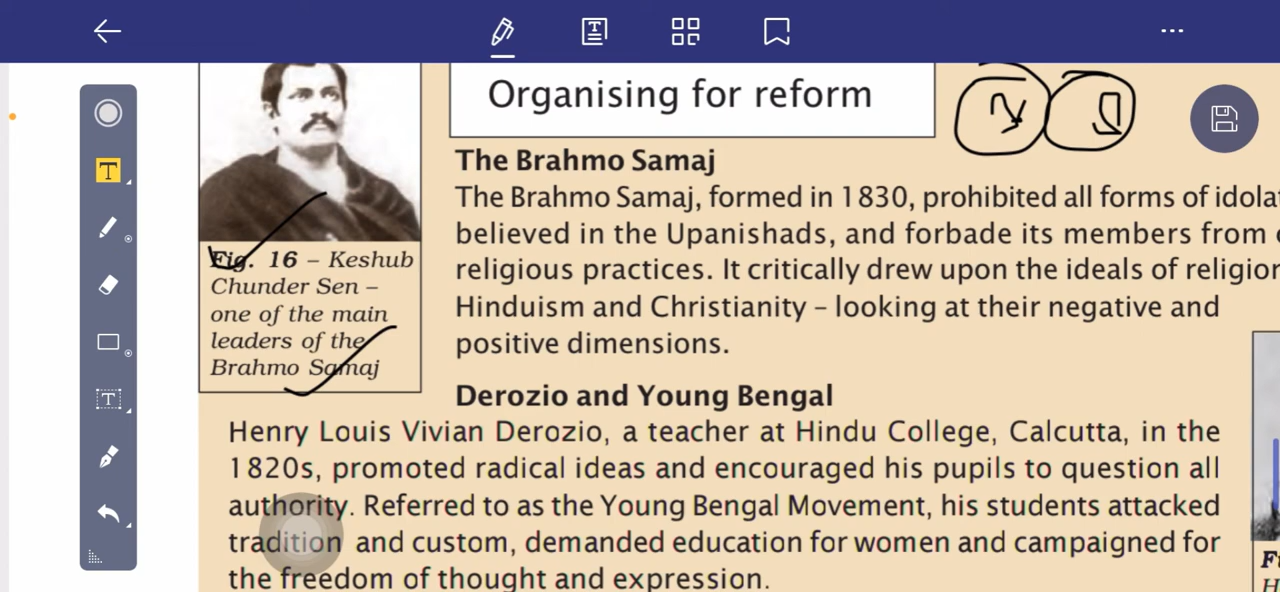 Organising for reform
The Brahmo Samaj
The Brahmo Samaj, formed in 1830, prohibited all forms of
believed in the Upanishads, and forbade its members from
religious practices. It critically drew upon the ideals of
Hinduism and Christianity – looking at their negative and
positive dimensions.
Fig. 16 – Keshub
Chunder Sen –
one of the main
leaders of the
Brahmo Samaj
Derozio and Young Bengal
Henry Louis Vivian Derozio, a teacher at Hindu College, Calcutta, in the
1820s, promoted radical ideas and encouraged his pupils to question all
authority. Referred to as the Young Bengal Movement, his students attacked
tradition and custom, demanded education for women and campaigned for
the freedom of thought and expression.